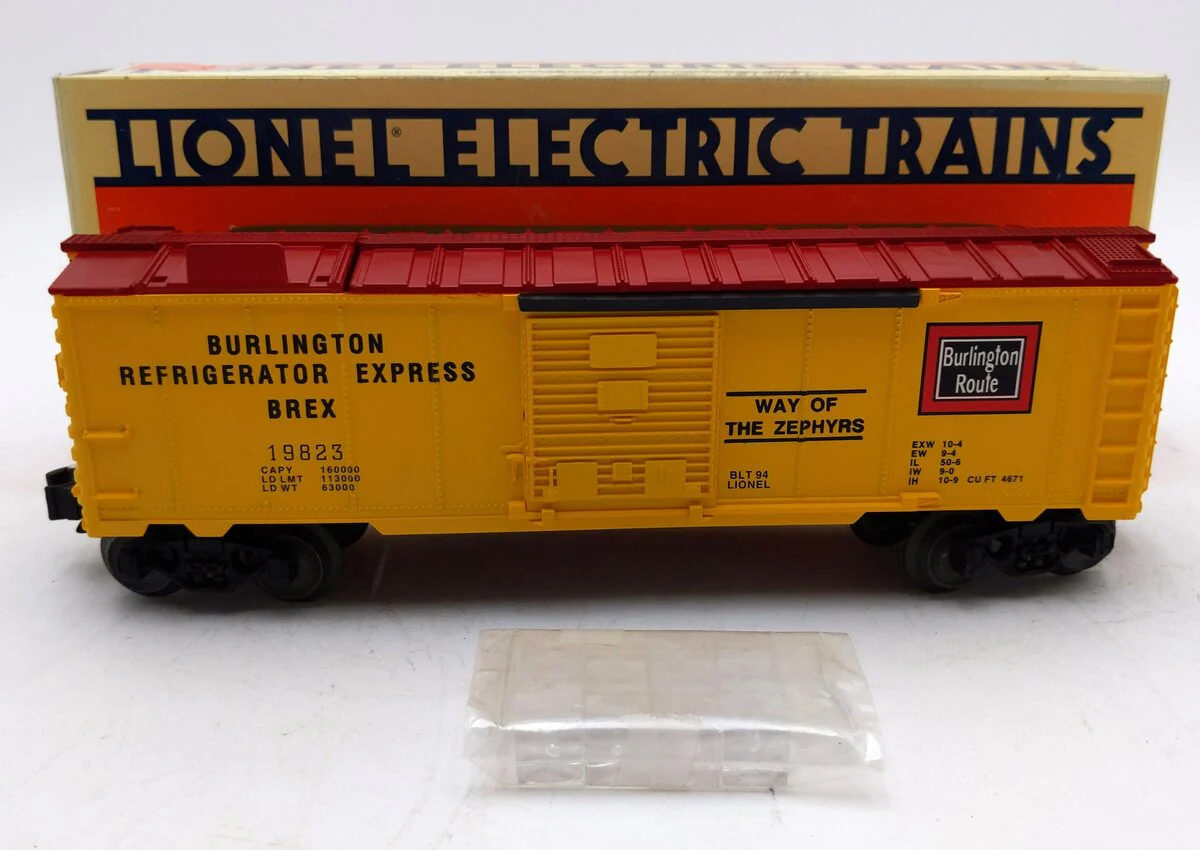 LIONEL® ELECTRIC TRAINS
BURLINGTON
REFRIGERATOR EXPRESS
BREX
19823
CAPY 160000
LD LMT 113000
LD WT 63000
WAY OF
THE ZEPHYRS
BLT 94
LIONEL
Burlington
Route
EXW 10-4
EW 9-4
IL 50-6
IW 9-0
IH 10-9 CU FT 4671